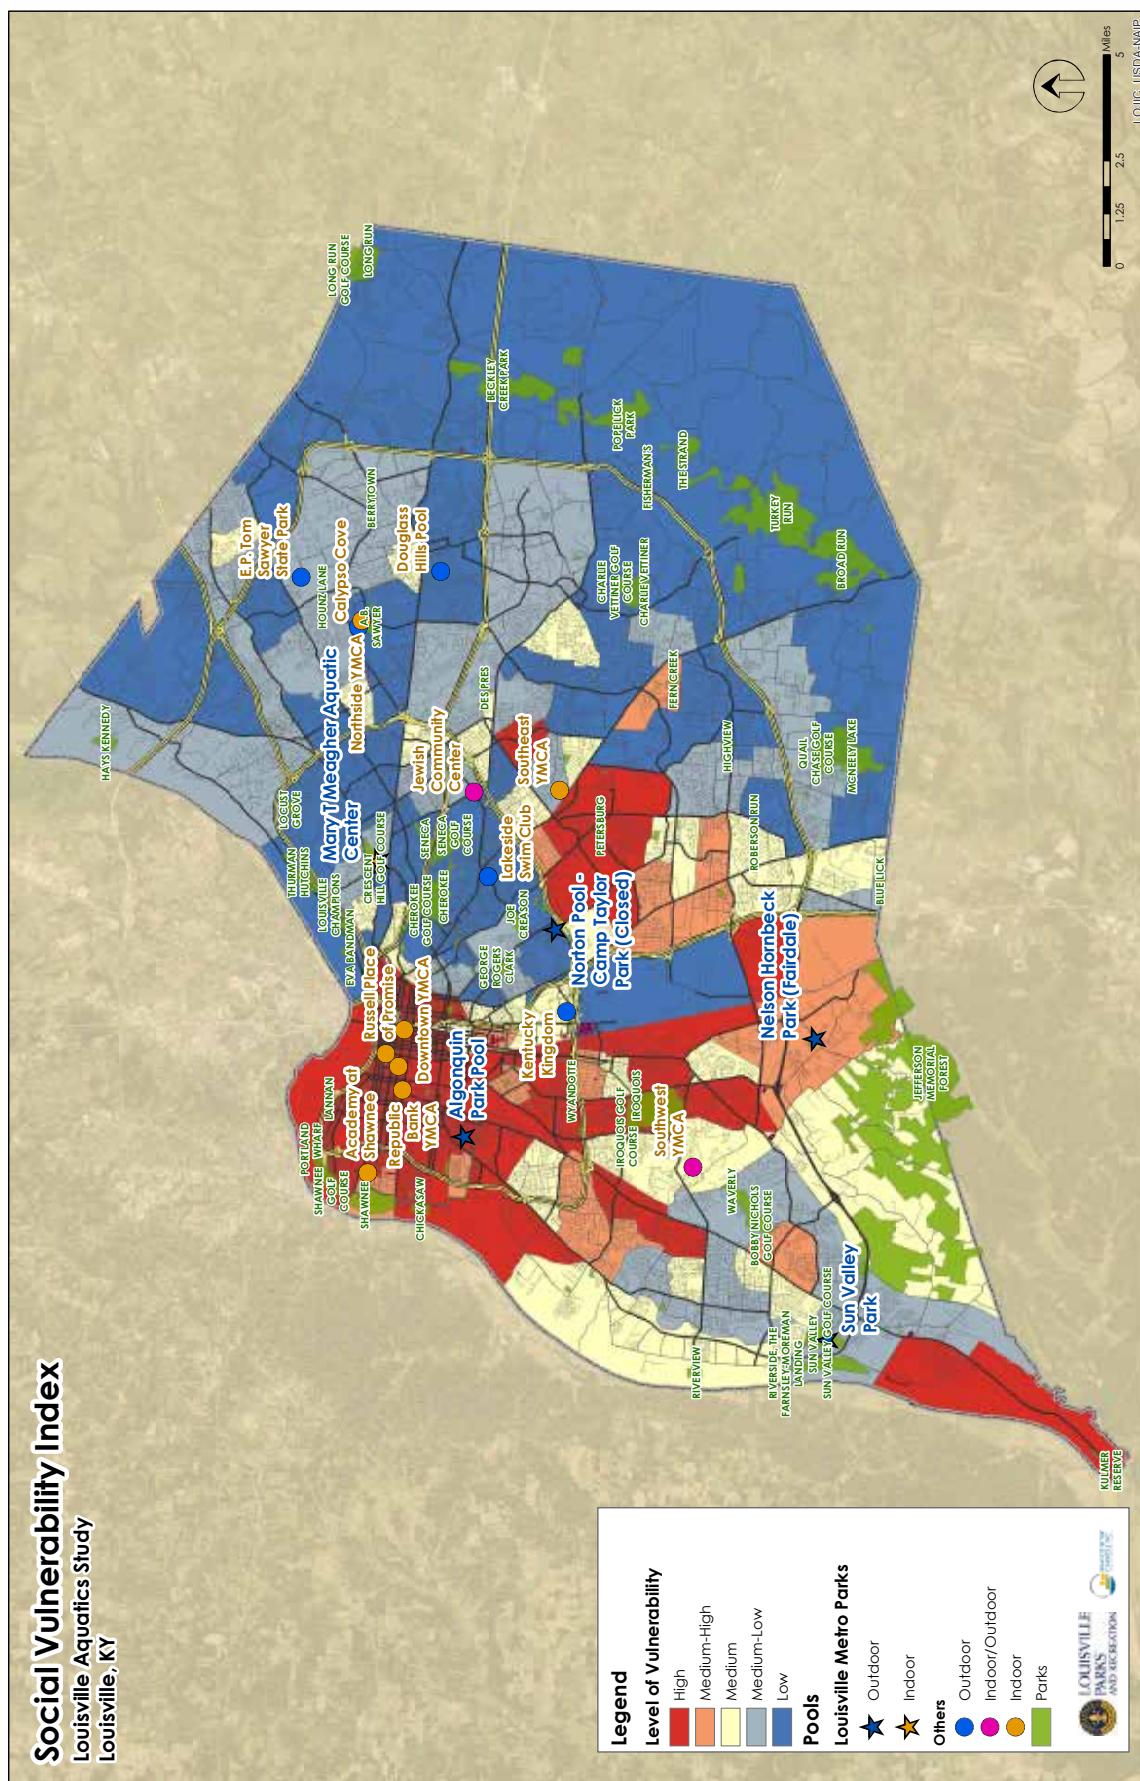 Social Vulnerability Index
Louisville Aquatics Study
Louisville, KY
HAYS KENNEDY
LONG RUN
GOLF COURSE
LONG RUN
E.P. Tom
Sawyer
State Park
BERRYTOWN
HOUNZ LANE
Calypso Cove
A.B.
SAWYER
Northside YMCA
Douglass
Hills Pool
BECKLEY
CREEK PARK
POPE LICK
PARK
FISHERMAN'S
THE STRAND
TURKEY
RUN
BROAD RUN
CHARLIE
VETTINER GOLF
COURSE
CHARLIE VETTINER
LOCUST
GROVE
THURMAN
HUTCHINS
Mary T Meagher Aquatic
Center
LOUISVILLE
CHAMPIONS
CRESCENT
HILL GOLF COURSE
EVA BANDMAN
Jewish
Community
Center
DES PRES
SENECA
SENECA
GOLF
COURSE
CHEROKEE
GOLF COURSE
CHEROKEE
Lakeside
Swim Club
Southeast
YMCA
FERN CREEK
HIGHVIEW
QUAIL
CHASE GOLF
COURSE
MCNEELY LAKE
PETERSBURG
ROBERSON RUN
BLUE LICK
JOE
CREASON
GEORGE
ROGERS
CLARK
Norton Pool -
Camp Taylor
Park (Closed)
Russell Place
of Promise
Downtown YMCA
Kentucky
Kingdom
Nelson Hornbeck
Park (Fairdale)
PORTLAND
WHARF
LANNAN
SHAWNEE
GOLF
COURSE
Academy at
Shawnee
SHAWNEE
Republic
Bank
YMCA
Algonquin
Park Pool
CHICKASAW
WYANDOTTE
IROQUOIS GOLF
COURSE
IROQUOIS
Southwest
YMCA
JEFFERSON
MEMORIAL
FOREST
WAVERLY
BOBBY NICHOLS
GOLF COURSE
RIVERVIEW
RIVERSIDE, THE
FARNSLEY-MOREMAN
LANDING
SUN VALLEY
SUN VALLEY GOLF COURSE
Sun Valley
Park
KULMER
RESERVE
Legend
Level of Vulnerability
High
Medium-High
Medium
Medium-Low
Low
Pools
Louisville Metro Parks
Outdoor
Indoor
Others
Outdoor
Indoor/Outdoor
Indoor
Parks
LOUISVILLE
PARKS
AND RECREATION
0 1.25 2.5 5
Miles
LOJIC, USDA-NAIP